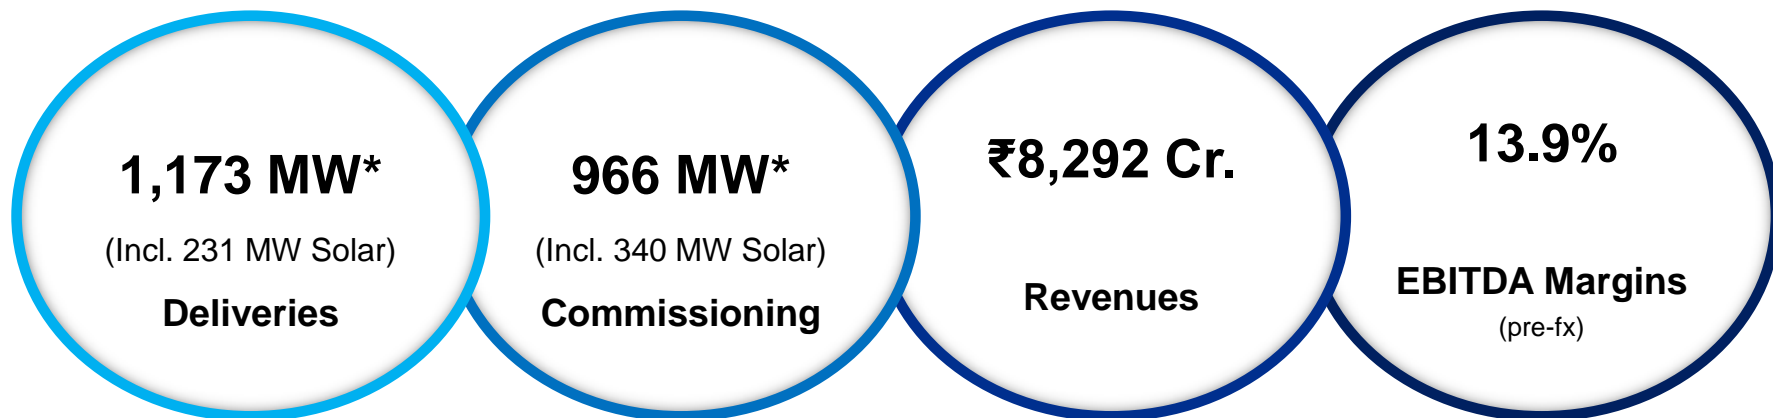 1,173 MW*
(Incl. 231 MW Solar)
Deliveries
966 MW*
(Incl. 340 MW Solar)
Commissioning
₹8,292 Cr.
Revenues
13.9%
EBITDA Margins
(pre-fx)